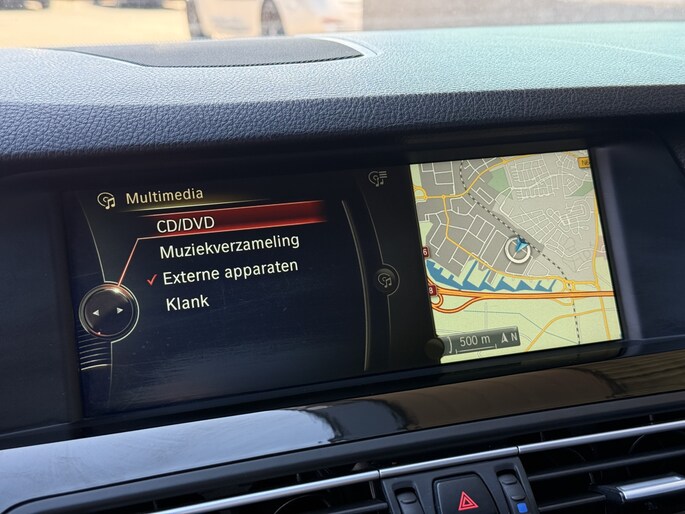 Multimedia
CD/DVD
Muziekverzameling
Externe apparaten
Klank
500 m
N